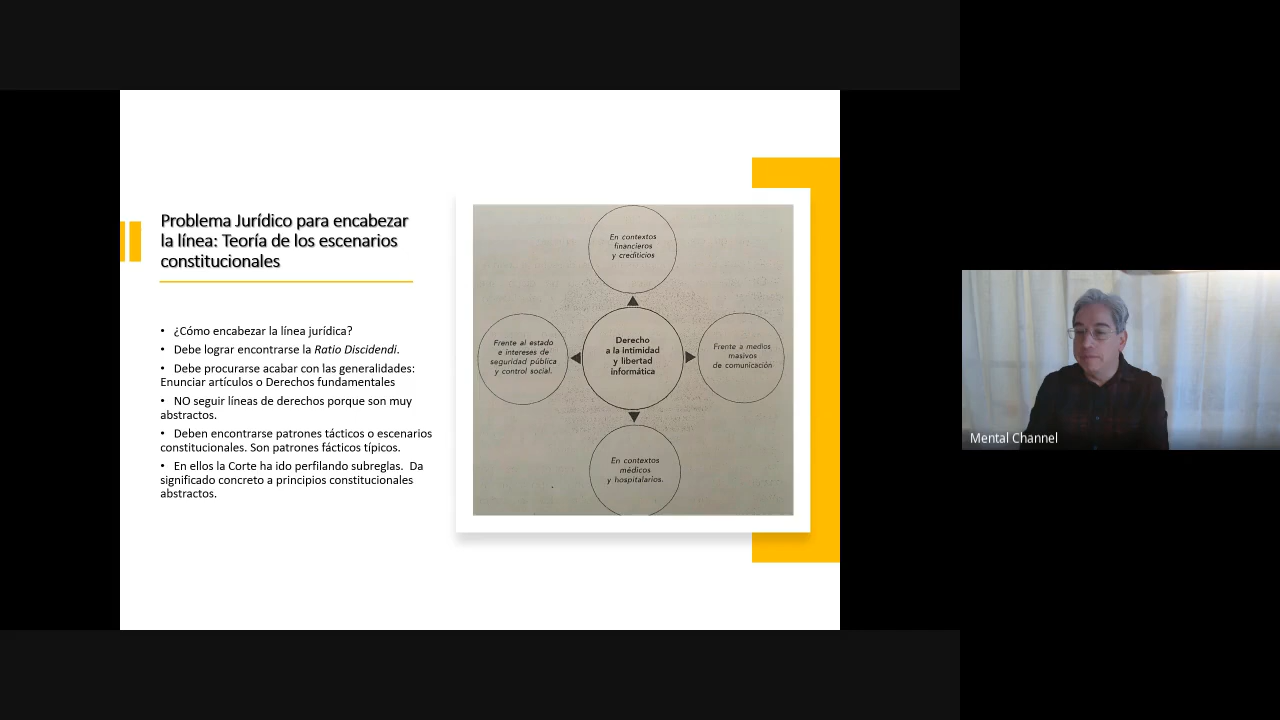 Problema Jurídico para encabezar
la línea: Teoría de los escenarios
constitucionales
• ¿Cómo encabezar la línea jurídica?
• Debe lograr encontrarse la Ratio Discidendi.
• Debe procurarse acabar con las generalidades:
Enunciar artículos o Derechos fundamentales
• NO seguir líneas de derechos porque son muy
abstractos.
• Deben encontrarse patrones tácticos o escenarios
constitucionales. Son patrones fácticos típicos.
• En ellos la Corte ha ido perfilando subreglas. Da
significado concreto a principios constitucionales
abstractos.
En contextos
financieros
y crediticios
Frente al estado
e intereses de
seguridad pública
y control social.
Derecho
a la intimidad
y libertad
informática
Frente a medios
masivos
de comunicación
En contextos
médicos
y hospitalarios.
Mental Channel